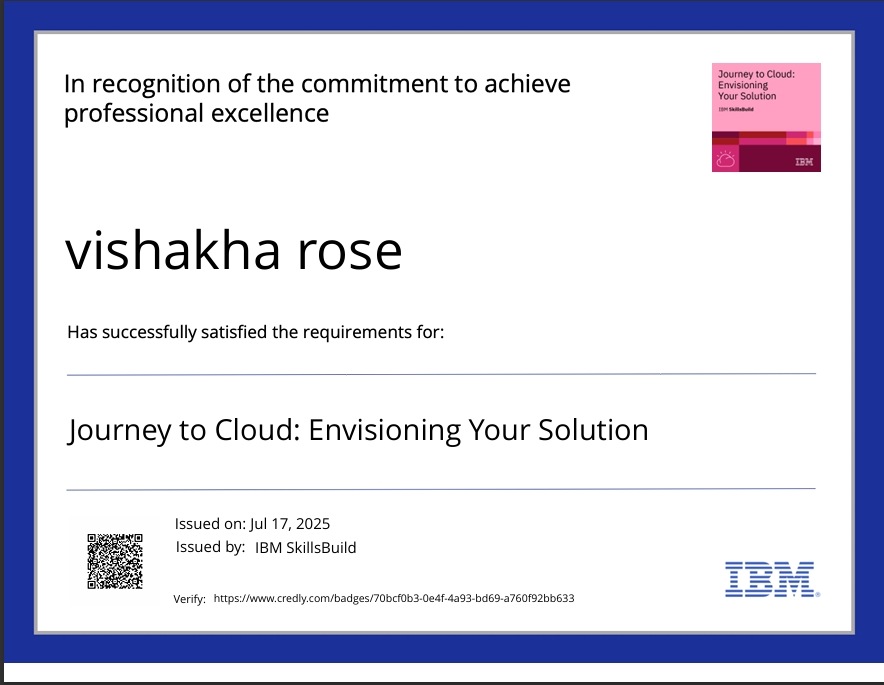 In recognition of the commitment to achieve
professional excellence
Journey to Cloud:
Envisioning
Your Solution
IBM SkillsBuild
IBM
vishakha rose
Has successfully satisfied the requirements for:
Journey to Cloud: Envisioning Your Solution
Issued on: Jul 17, 2025
Issued by: IBM SkillsBuild
Verify: https://www.credly.com/badges/70bcf0b3-0e4f-4a93-bd69-a760f92bb633
IBM®